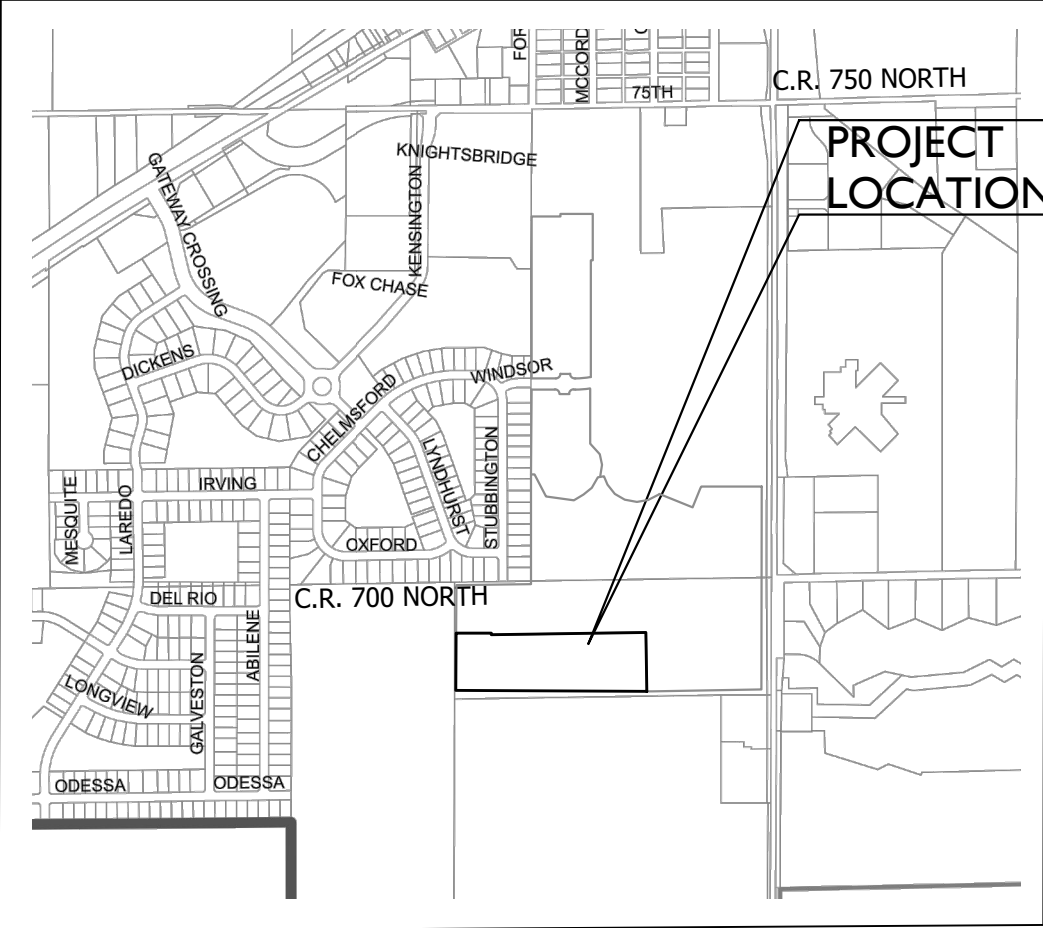 FOR
MCCORD
75TH
C.R. 750 NORTH
PROJECT
LOCATION
KNIGHTSBRIDGE
GATEWAY CROSSING
KENSINGTON
FOX CHASE
DICKENS
WINDSOR
CHELMSFORD
LYNDHURST
STUBBINGTON
IRVING
MESQUITE
LAREDO
OXFORD
DEL RIO
C.R. 700 NORTH
ABILENE
LONGVIEW
GALVESTON
ODESSA
ODESSA